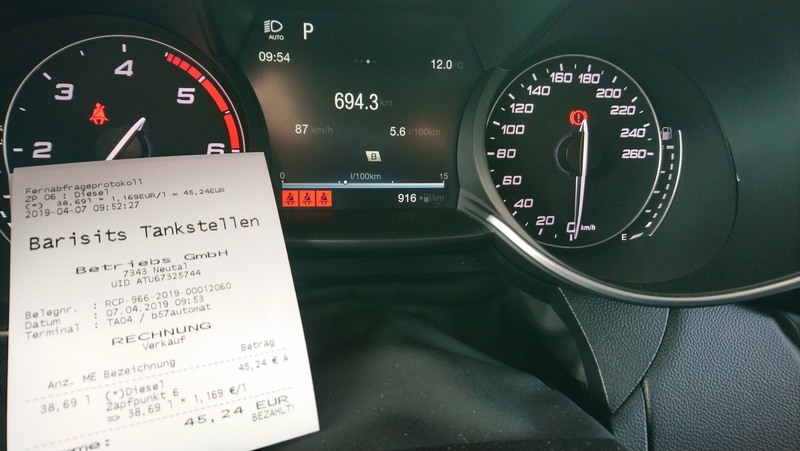 2
3
4
5
6
AUTO
P
09:54
12.0°C
694.3 km
87 km/h
5.6 l/100km
B
0
l/100km
15
916 km
0
20
40
60
80
100
120
140
160
180
200
220
240
260
km/h
E
Fernabfrageprotokoll
ZP 06 : Diesel
(*) 38,69l * 1,169EUR/l = 45,24EUR
2019-04-07 09:52:27
Barisits Tankstellen
Betriebs GmbH
7343 Neutal
UID ATU67325744
Belegnr. : RCP-966-2019-00012060
Datum : 07.04.2019 09:53
Terminal : TA04 / b57automat
RECHNUNG
Verkauf
Anz. ME Bezeichnung Betrag
45,24 € A
38,69 l (*)Diesel
Zapfpunkt 6
=> 38,69 l * 1,169 €/l
45,24 EUR
BEZAHLT!